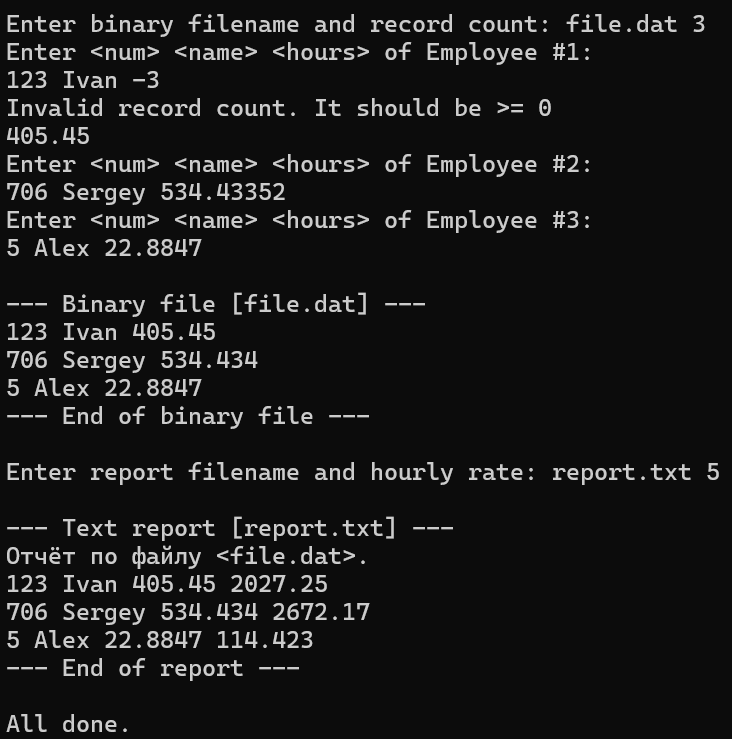 Enter binary filename and record count: file.dat 3
Enter <num> <name> <hours> of Employee #1:
123 Ivan -3
Invalid record count. It should be >= 0
405.45
Enter <num> <name> <hours> of Employee #2:
706 Sergey 534.43352
Enter <num> <name> <hours> of Employee #3:
5 Alex 22.8847

--- Binary file [file.dat] ---
123 Ivan 405.45
706 Sergey 534.434
5 Alex 22.8847
--- End of binary file ---

Enter report filename and hourly rate: report.txt 5

--- Text report [report.txt] ---
Отчёт по файлу <file.dat>.
123 Ivan 405.45 2027.25
706 Sergey 534.434 2672.17
5 Alex 22.8847 114.423
--- End of report ---

All done.